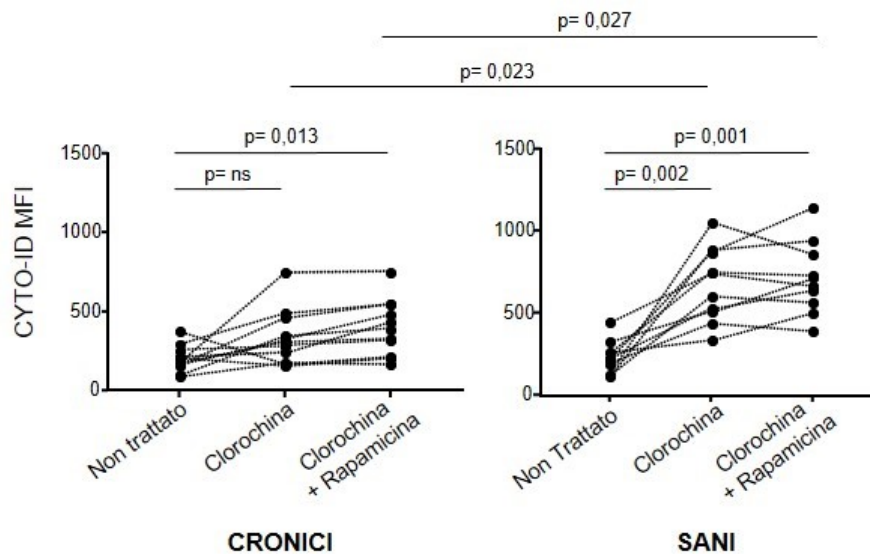 p= 0,027
p= 0,023
p= 0,013
p= ns
p= 0,001
p= 0,002
CYTO-ID MFI
1500
1000
500
0
1500
1000
500
0
Non trattato
Clorochina
Clorochina
+ Rapamicina
Non Trattato
Clorochina
Clorochina
+ Rapamicina
CRONICI
SANI